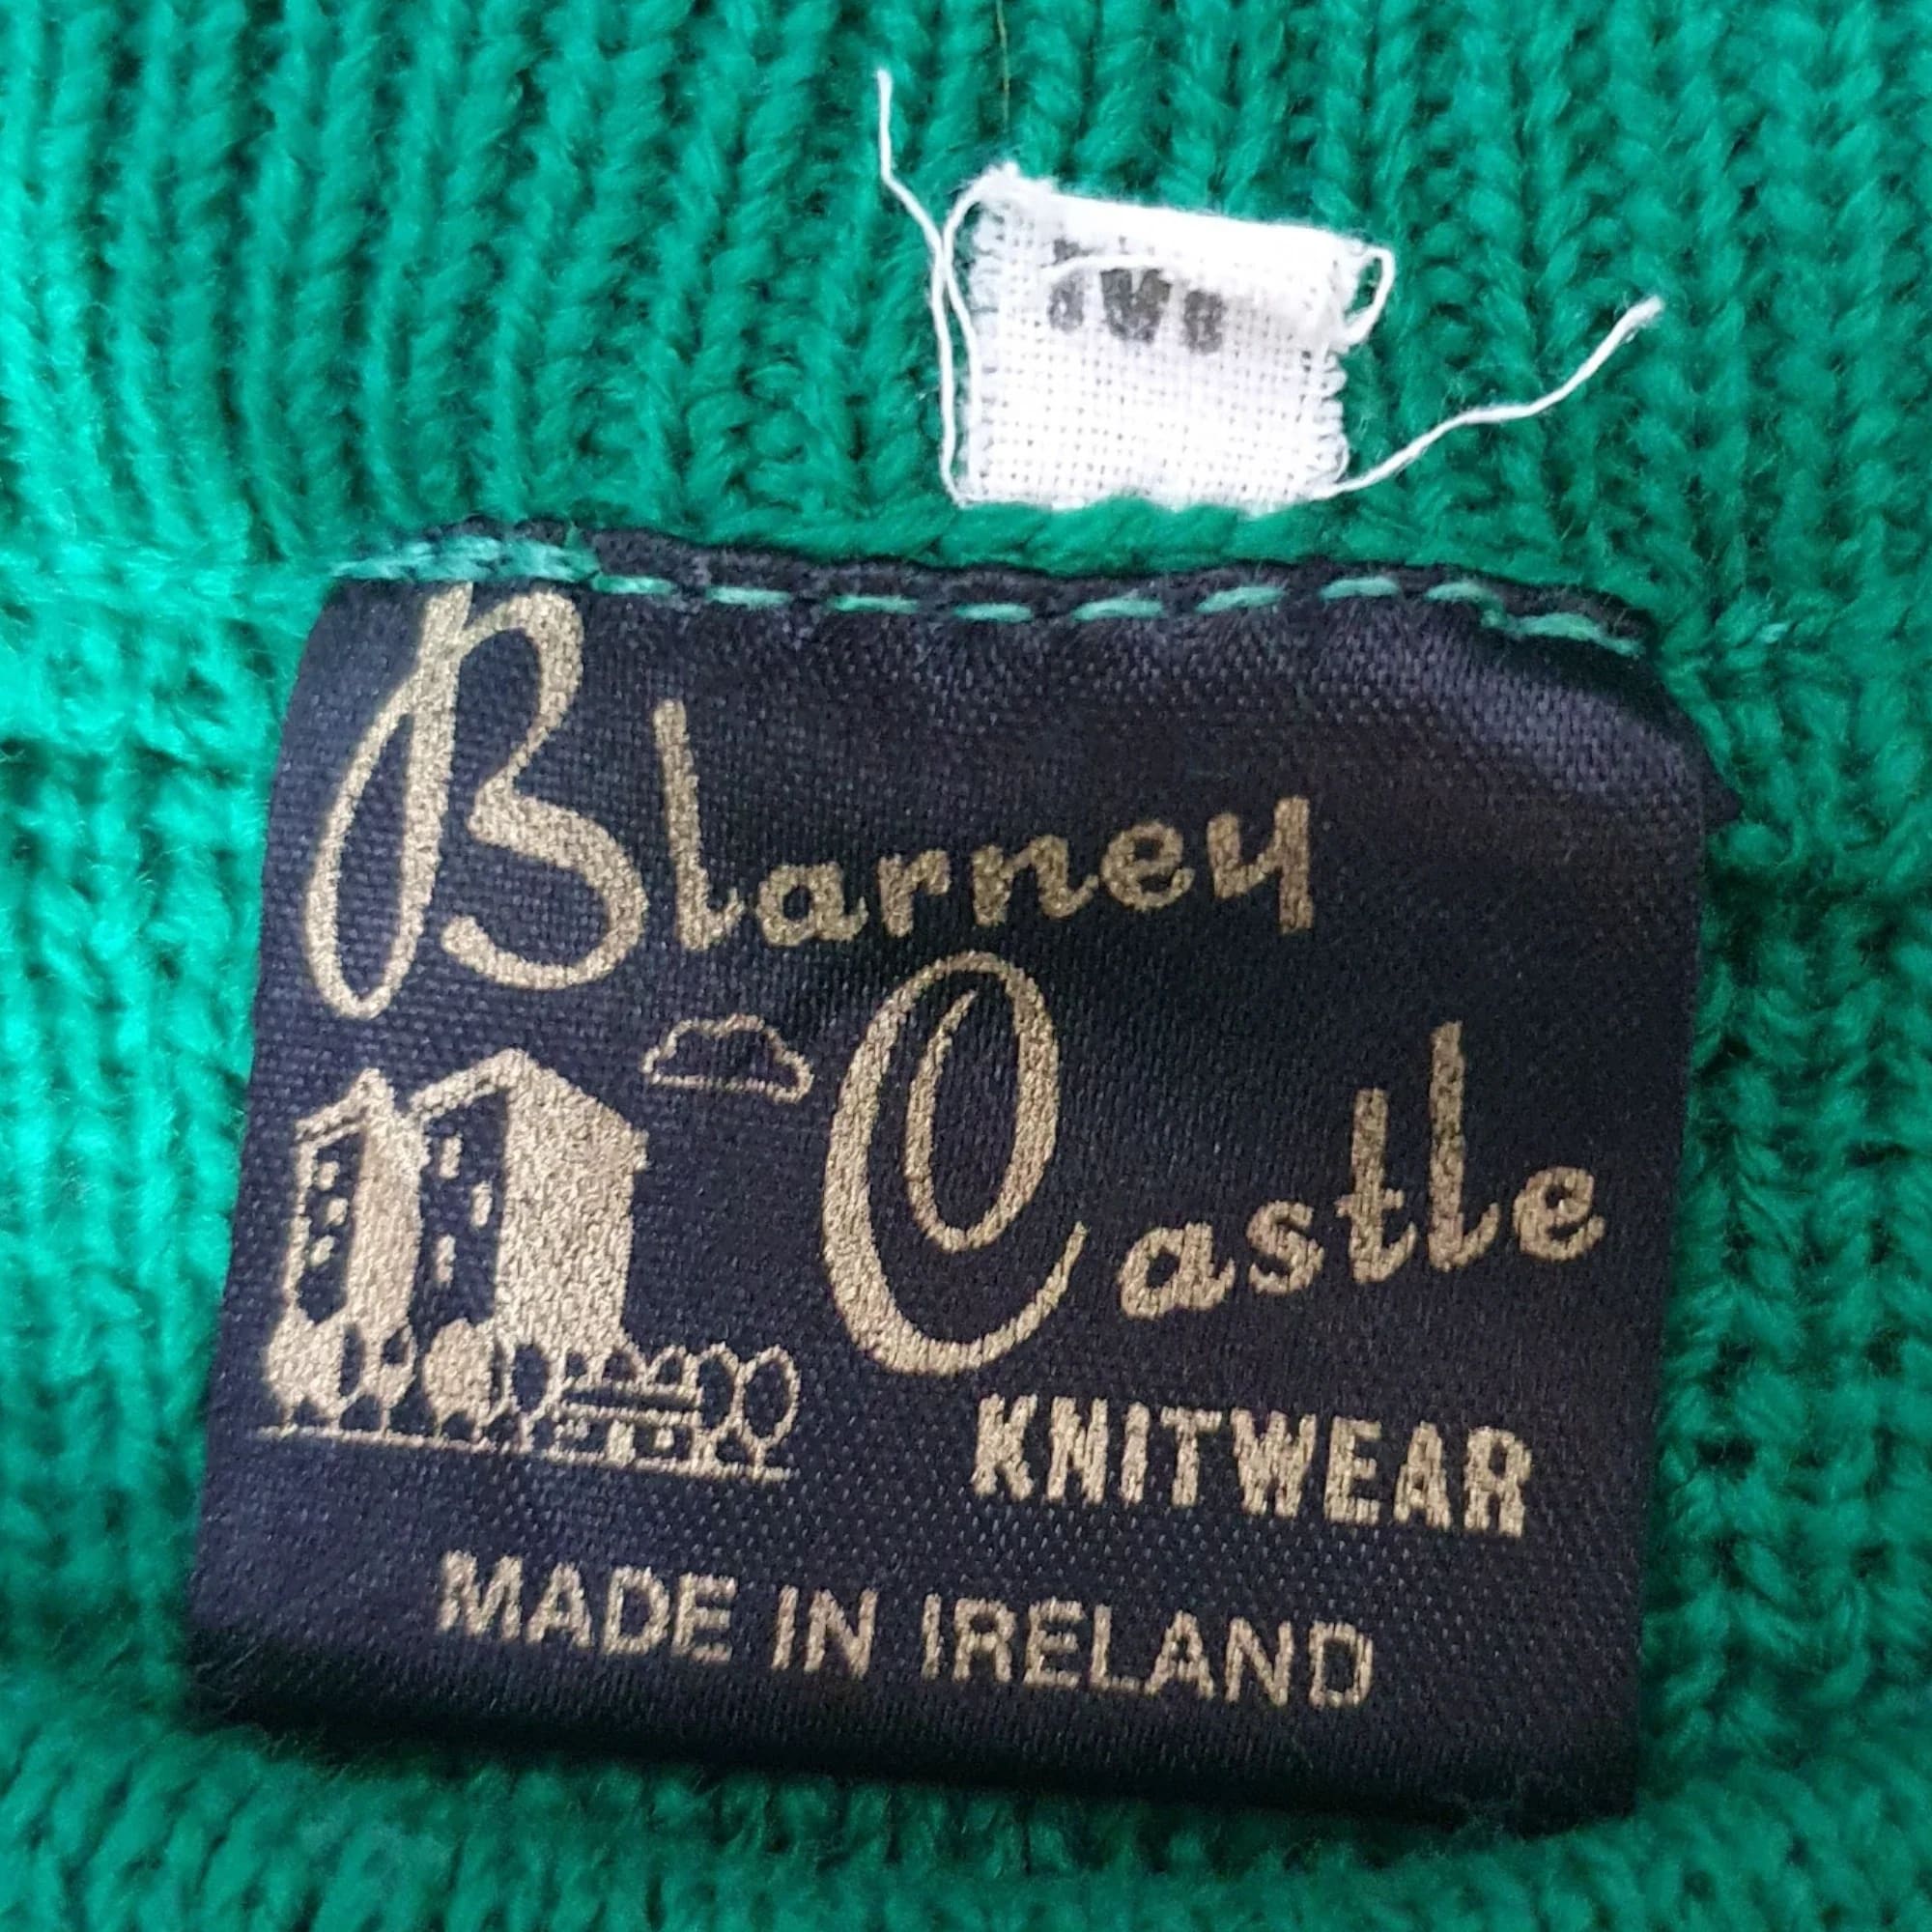 Blarney
Castle
KNITWEAR
MADE IN IRELAND